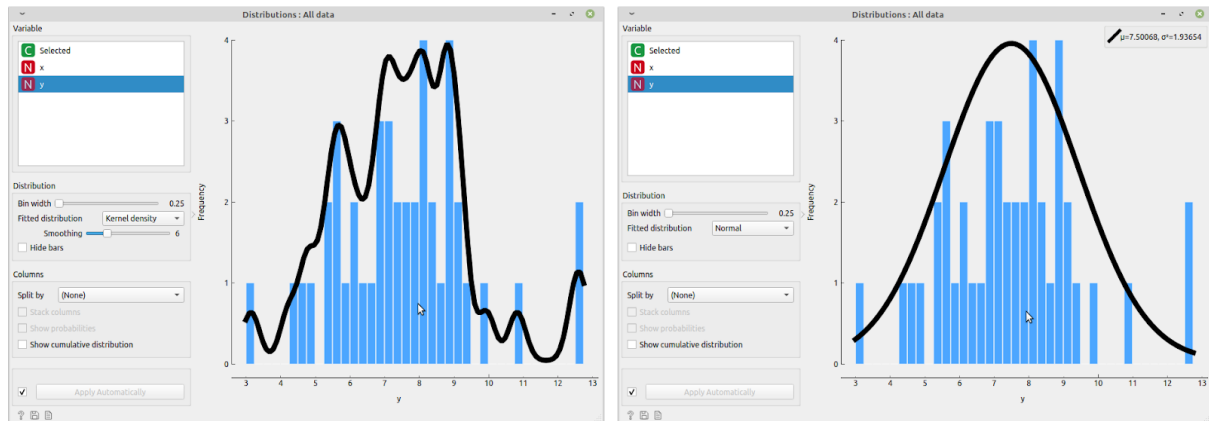 Distributions : All data
Variable
C Selected
N x
N y
Distribution
Bin width 0.25
Fitted distribution Kernel density
Smoothing 6
Hide bars
Columns
Split by (None)
Stack columns
Show probabilities
Show cumulative distribution
Apply Automatically
?
Frequency
4
3
2
1
0
3 4 5 6 7 8 9 10 11 12 13
y
Distributions : All data
Variable
C Selected
N x
N y
Distribution
Bin width 0.25
Fitted distribution Normal
Hide bars
Columns
Split by (None)
Stack columns
Show probabilities
Show cumulative distribution
Apply Automatically
?
μ=7.50068, σ²=1.93654
Frequency
4
3
2
1
0
3 4 5 6 7 8 9 10 11 12 13
y